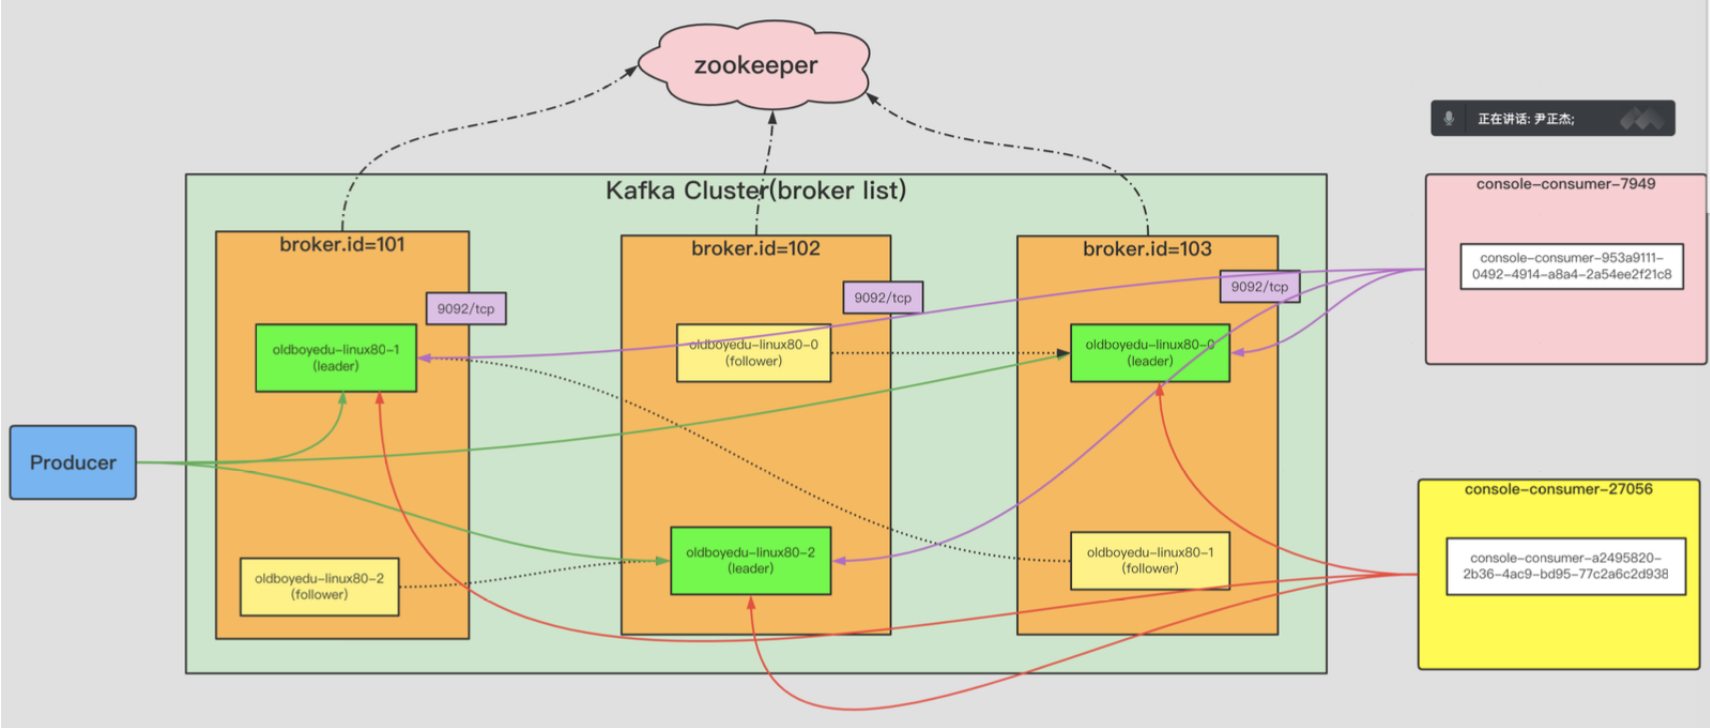 zookeeper
正在讲话: 尹正杰;
Kafka Cluster(broker list)
console-consumer-7949
broker.id=101
broker.id=102
broker.id=103
console-consumer-953a9111-
0492-4914-a8a4-2a54ee2f21c8
9092/tcp
9092/tcp
9092/tcp
oldboyedu-linux80-1
(leader)
oldboyedu-linux80-0
(follower)
oldboyedu-linux80-0
(leader)
Producer
console-consumer-27056
oldboyedu-linux80-2
(follower)
oldboyedu-linux80-2
(leader)
oldboyedu-linux80-1
(follower)
console-consumer-a2495820-
2b36-4ac9-bd95-77c2a6c2d938